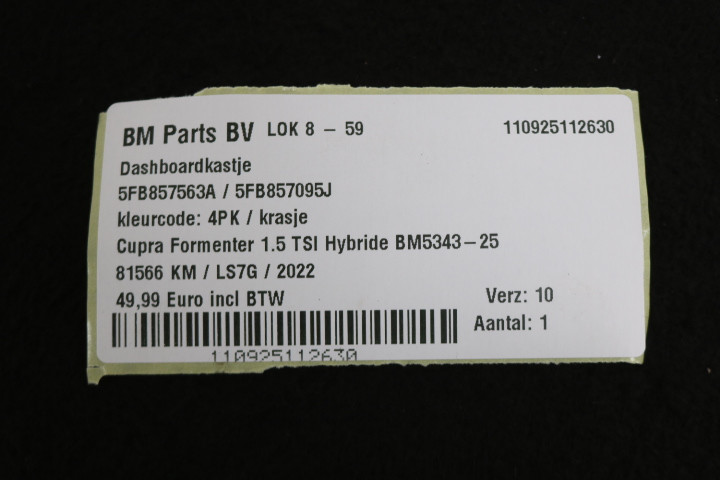 BM Parts BV LOK 8 - 59 110925112630
Dashboardkastje
5FB857563A / 5FB857095J
kleurcode: 4PK / krasje
Cupra Formenter 1.5 TSI Hybride BM5343-25
81566 KM / LS7G / 2022
49,99 Euro incl BTW Verz: 10
Aantal: 1
110925112630